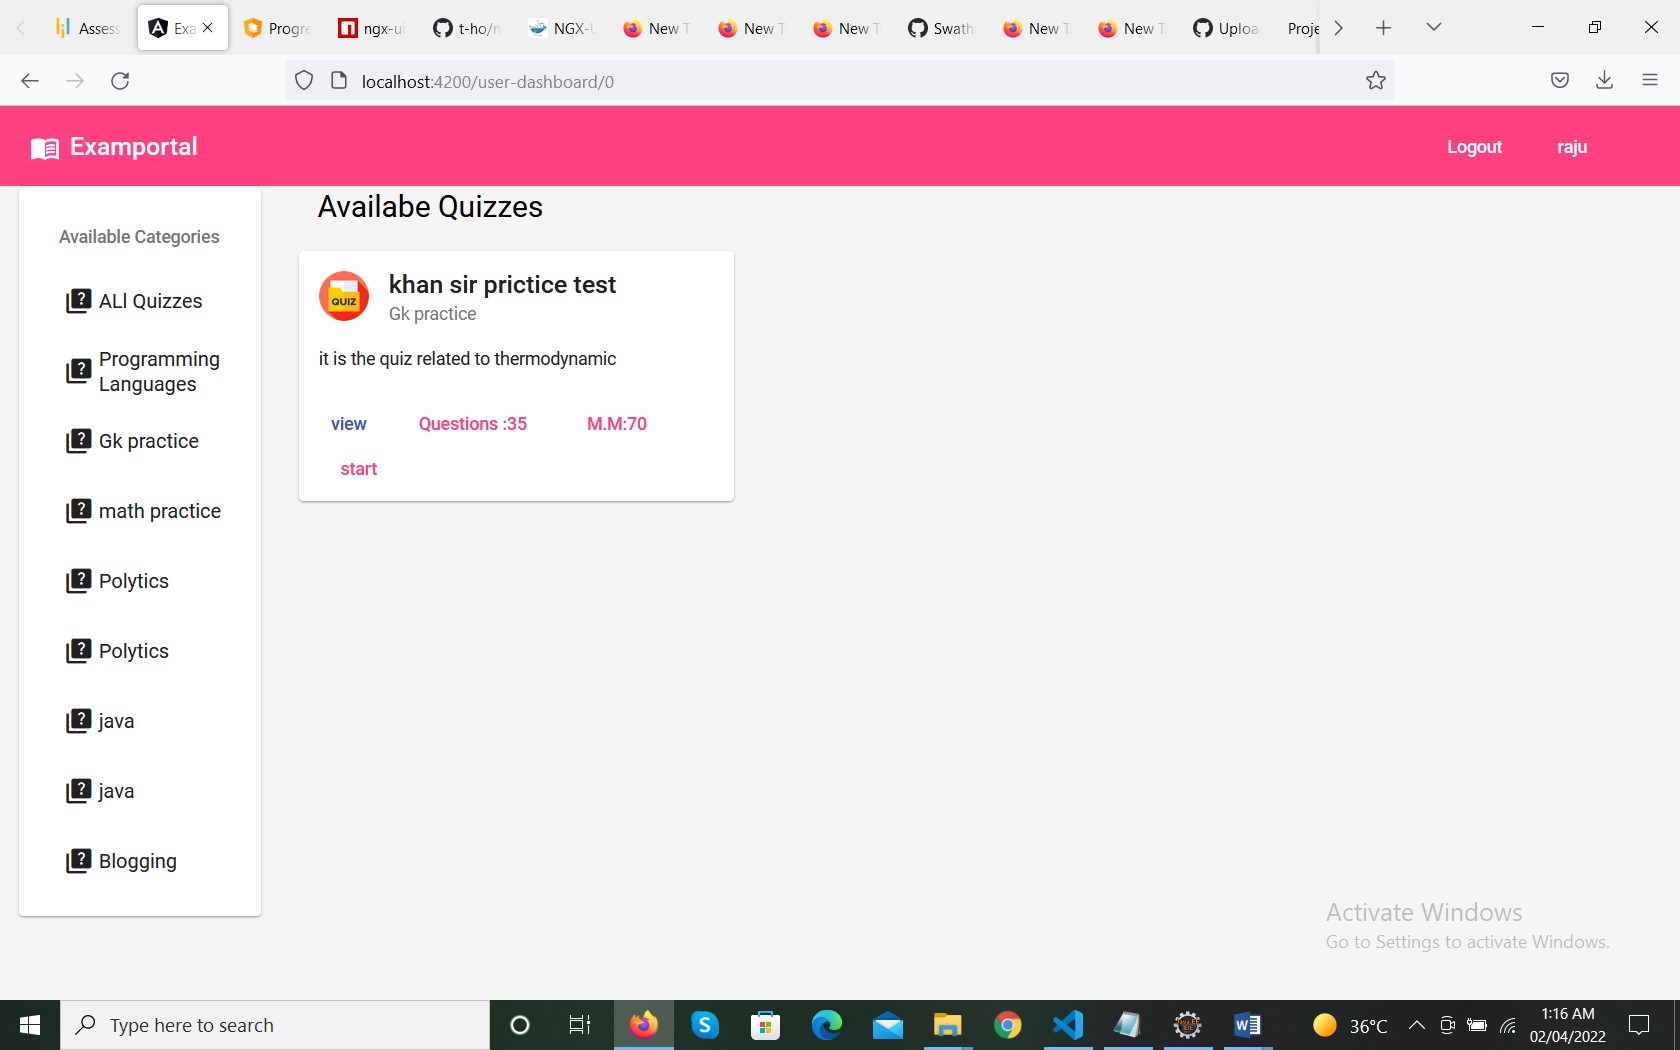 Assess
Exa
Progre
ngx-ui
t-ho/n
NGX-U
New T
New T
New T
Swath
New T
New T
Uploa
Proje
localhost:4200/user-dashboard/0
Examportal
Logout
raju
Available Categories
ALl Quizzes
Programming
Languages
Gk practice
math practice
Polytics
Polytics
java
java
Blogging
Availabe Quizzes
khan sir prictice test
Gk practice
QUIZ
it is the quiz related to thermodynamic
view
Questions :35
M.M:70
start
Activate Windows
Go to Settings to activate Windows.
Type here to search
36°C
1:16 AM
02/04/2022